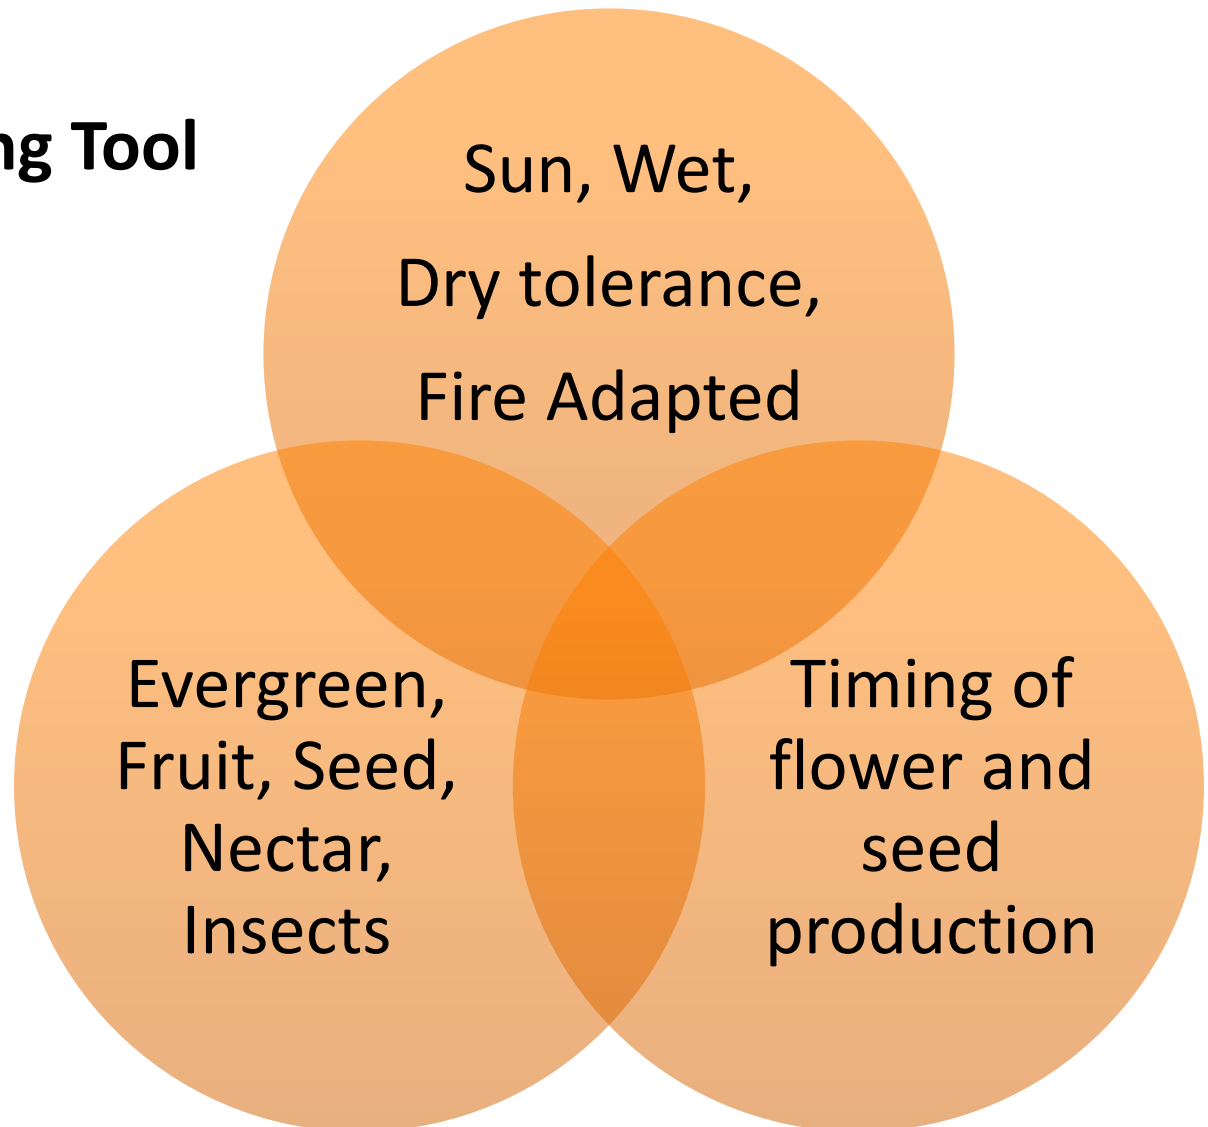 ng Tool
Sun, Wet,
Dry tolerance,
Fire Adapted
Evergreen,
Fruit, Seed,
Nectar,
Insects
Timing of
flower and
seed
production